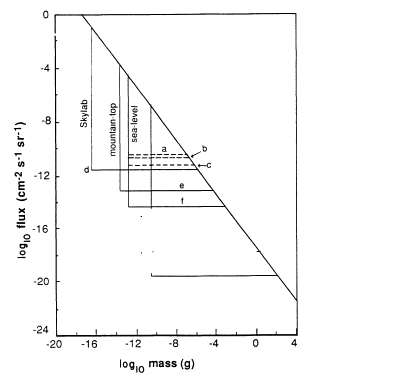 0
-4
-8
-12
-16
-20
-24
-20
-16
-12
-8
-4
0
4
log10 flux (cm-2 s-1 sr-1)
log10 mass (g)
Skylab
mountain-top
sea-level
a
b
c
d
e
f